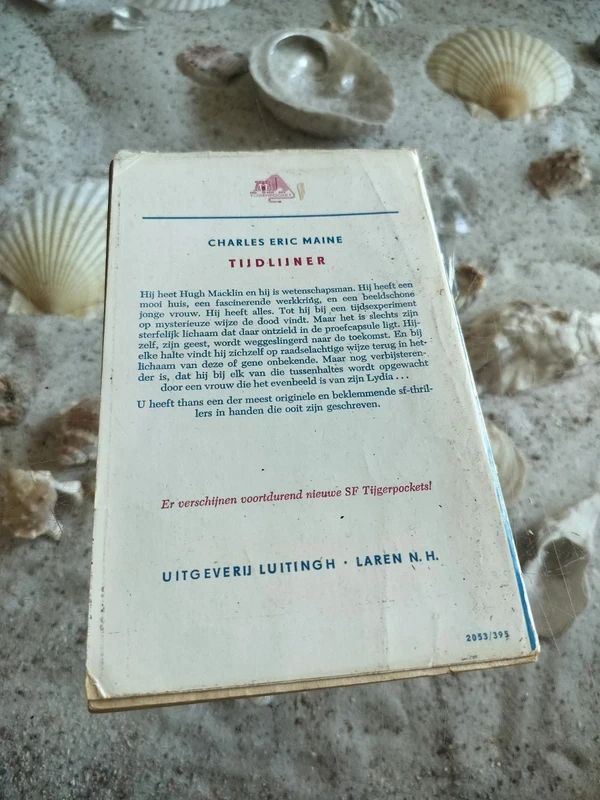 CHARLES ERIC MAINE
TIJDLIJNER
Hij heet Hugh Macklin en hij is wetenschapsman. Hij heeft een
mooi huis, een fascinerende werkkring, en een beeldschone
jonge vrouw. Hij heeft alles. Tot hij bij een tijdsexperiment
op mysterieuze wijze de dood vindt. Maar het is slechts zijn
sterfelijk lichaam dat daar ontzield in de proefcapsule ligt. Hij-
zelf, zijn geest, wordt weggeslingerd naar de toekomst. En bij
elke halte vindt hij zichzelf op raadselachtige wijze terug in het
lichaam van deze of gene onbekende. Maar nog verbijsteren-
der is, dat hij bij elk van die tussenhaltes wordt opgewacht
door een vrouw die het evenbeeld is van zijn Lydia . . .
U heeft thans een der meest originele en beklemmende sf-thril-
lers in handen die ooit zijn geschreven.
Er verschijnen voortdurend nieuwe SF Tijgerpockets!
UITGEVERIJ LUITINGH · LAREN N.H.
2053/395